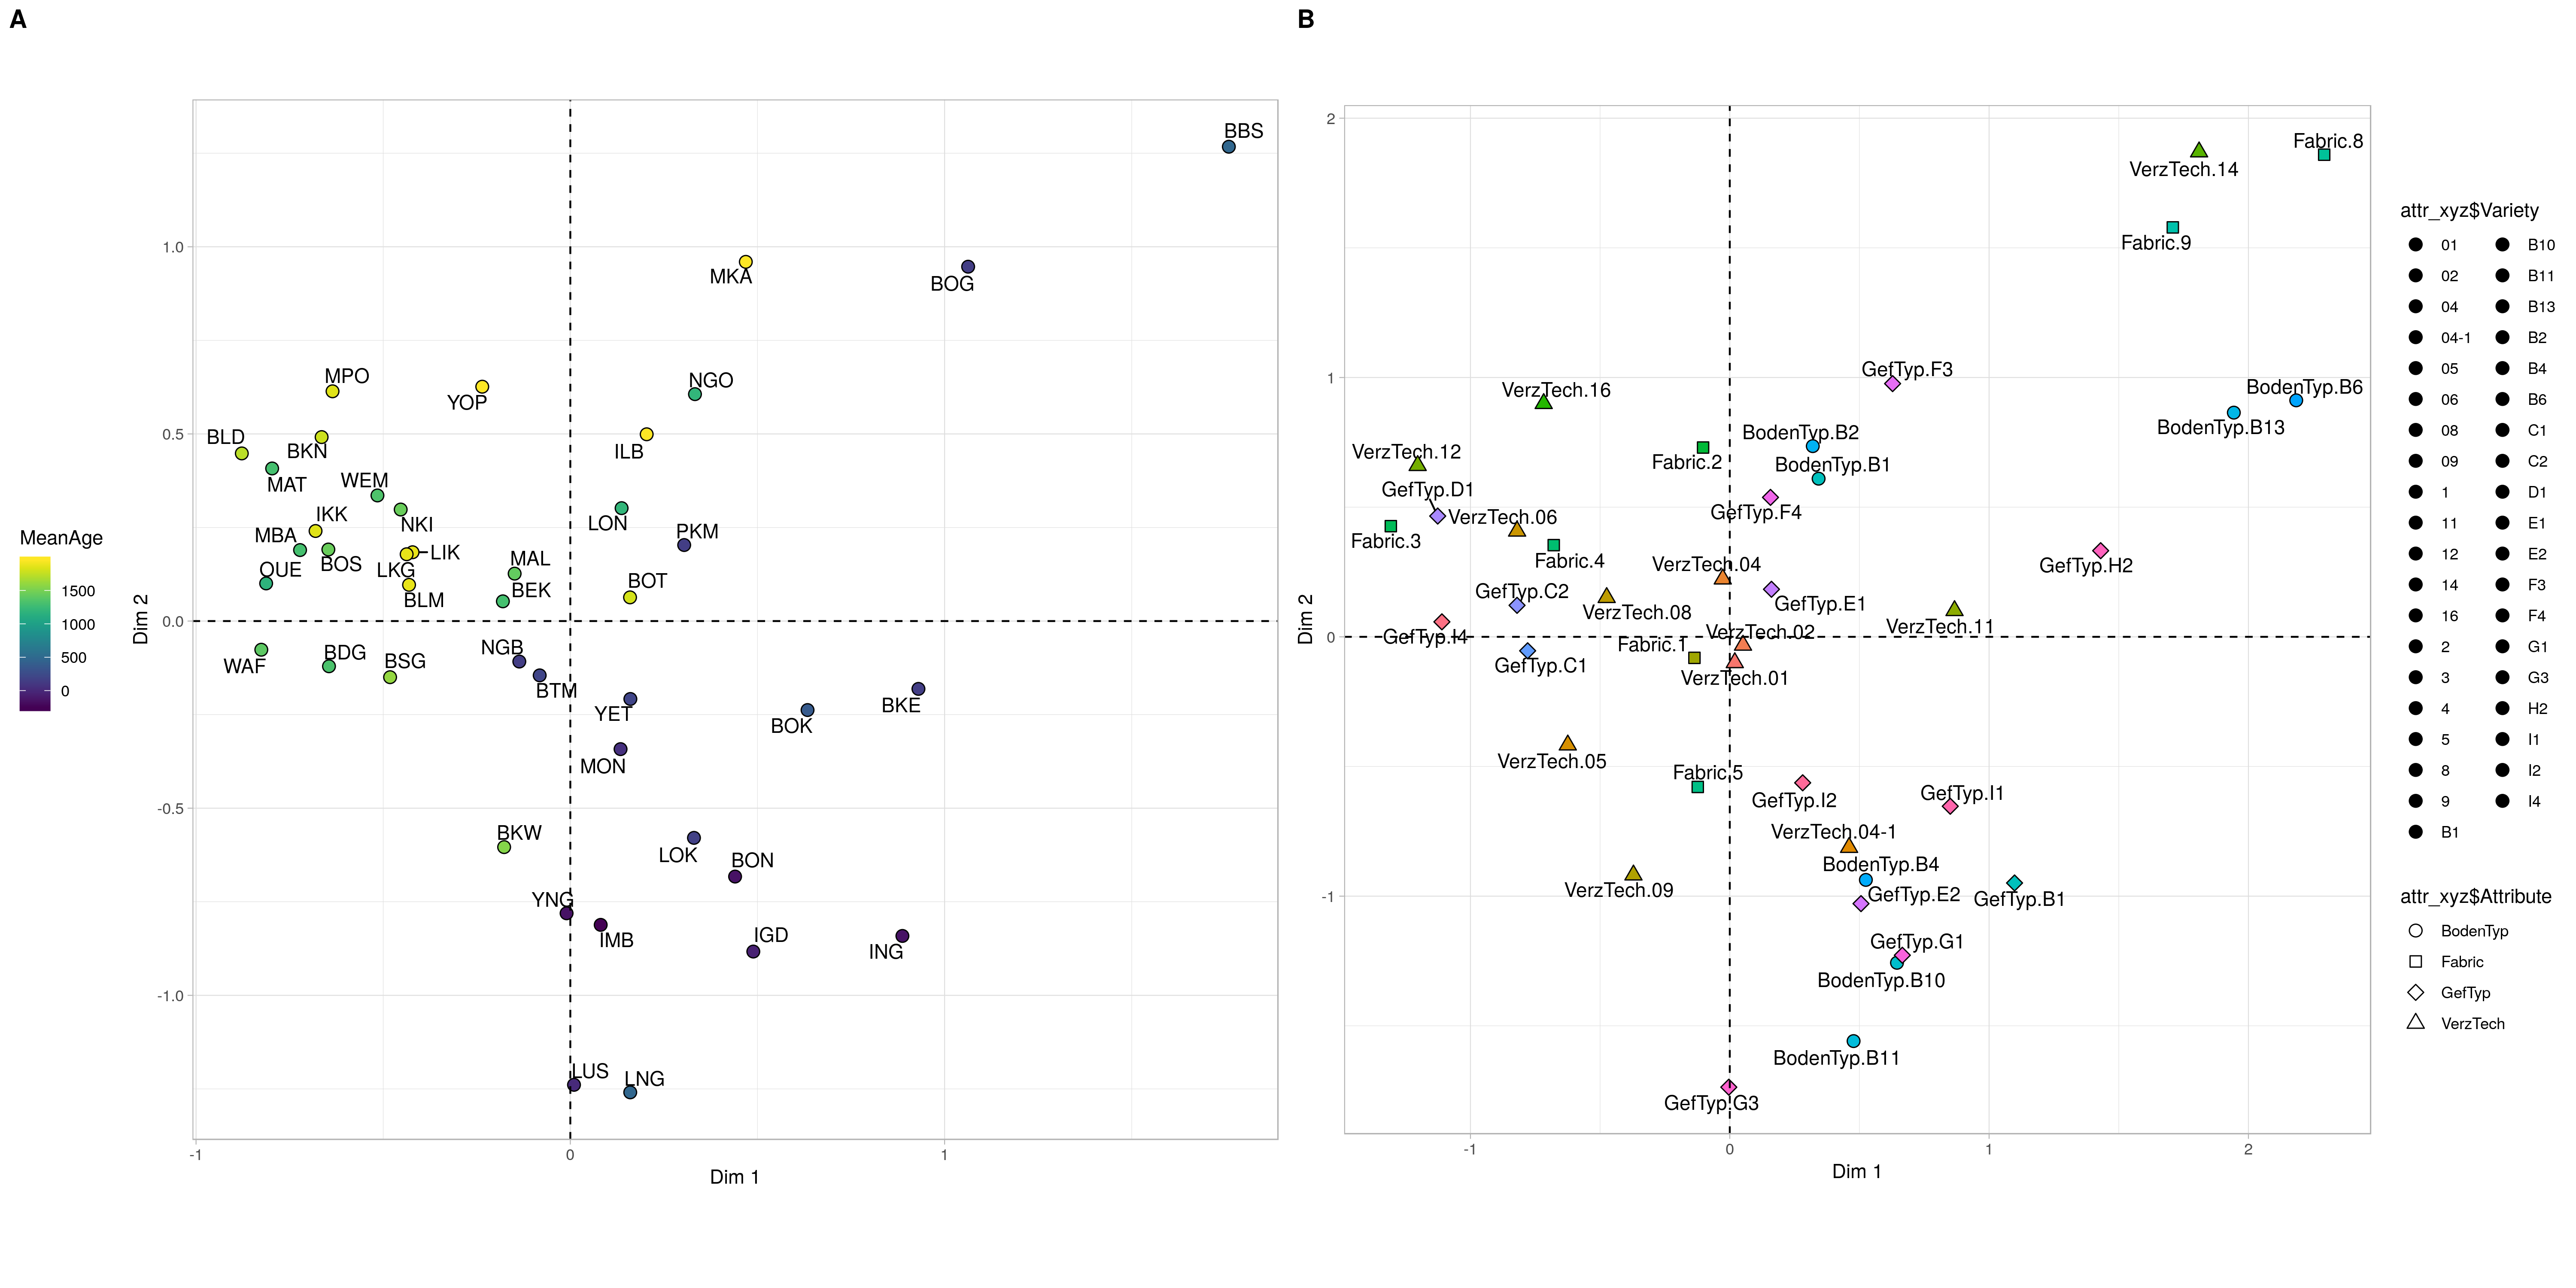 A
B
MeanAge
1500
1000
500
0
Dim 2
1.0
0.5
0.0
-0.5
-1.0
BBS
MKA
BOG
MPO
YOP
NGO
BLD
BKN
ILB
MAT
WEM
IKK
NKI
LON
MBA
BOS
LIK
PKM
QUE
LKG
MAL
BLM
BEK
BOT
WAF
BDG
BSG
NGB
BTM
YET
BOK
BKE
MON
BKW
LOK
BON
YNG
IMB
IGD
ING
LUS
LNG
-1
0
1
Dim 1
Dim 2
2
1
0
-1
Fabric.8
VerzTech.14
Fabric.9
GefTyp.F3
VerzTech.16
BodenTyp.B6
BodenTyp.B13
BodenTyp.B2
VerzTech.12
Fabric.2
BodenTyp.B1
GefTyp.D1
VerzTech.06
GefTyp.F4
Fabric.3
Fabric.4
VerzTech.04
GefTyp.H2
GefTyp.C2
VerzTech.08
GefTyp.E1
VerzTech.11
GefTyp.I4
VerzTech.02
Fabric.1
GefTyp.C1
VerzTech.01
VerzTech.05
Fabric.5
GefTyp.I2
GefTyp.I1
VerzTech.04-1
BodenTyp.B4
VerzTech.09
GefTyp.E2
GefTyp.B1
GefTyp.G1
BodenTyp.B10
BodenTyp.B11
GefTyp.G3
-1
0
1
2
Dim 1
attr_xyz$Variety
01
02
04
04-1
05
06
08
09
1
11
12
14
16
2
3
4
5
8
9
B1
B10
B11
B13
B2
B4
B6
C1
C2
D1
E1
E2
F3
F4
G1
G3
H2
I1
I2
I4
attr_xyz$Attribute
BodenTyp
Fabric
GefTyp
VerzTech